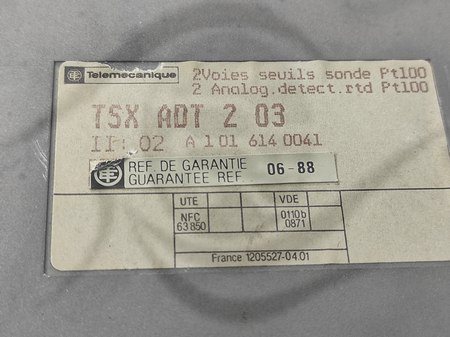 Telemecanique
2Voies seuils sonde Pt100
2 Analog.detect.rtd Pt100
TSX ADT 2 03
II: 02 A 1 01 614 0041
REF. DE GARANTIE
GUARANTEE REF. 06-88
UTE VDE
NFC 0110b
63 850 0871
France 1205527-04.01